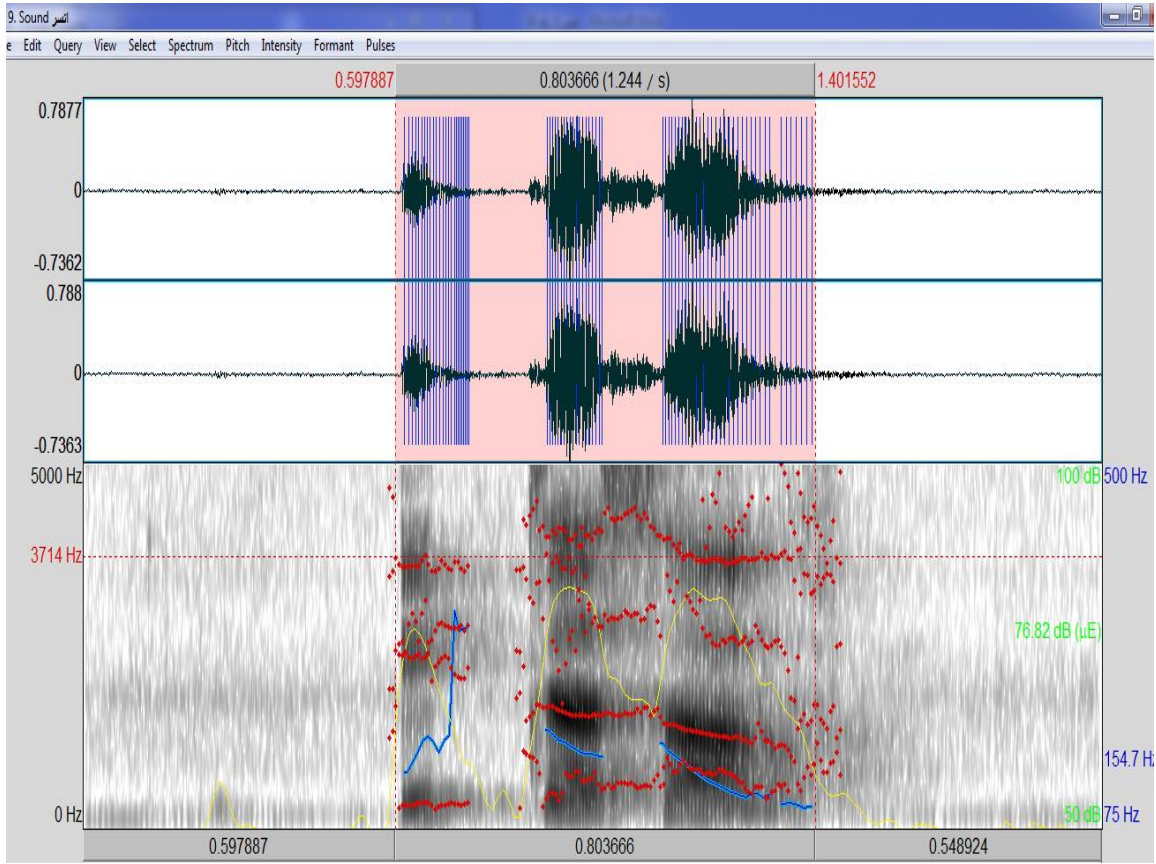 9. Sound اتسر
e Edit Query View Select Spectrum Pitch Intensity Formant Pulses
0.597887 0.803666 (1.244 / s) 1.401552
0.7877
0
-0.7362
0.788
0
-0.7363
5000 Hz 100 dB 500 Hz
3714 Hz
76.82 dB (µE)
154.7 Hz
0 Hz 50 dB 75 Hz
0.597887 0.803666 0.548924